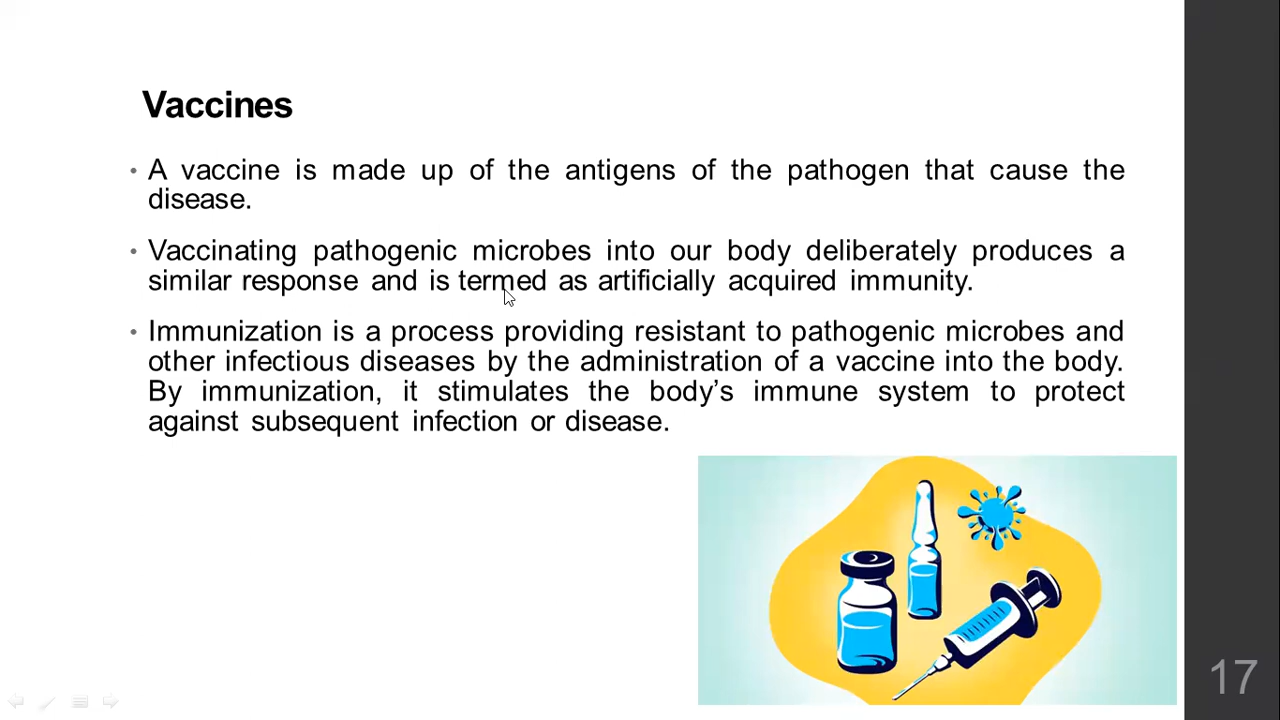 Vaccines
• A vaccine is made up of the antigens of the pathogen that cause the
disease.
• Vaccinating pathogenic microbes into our body deliberately produces a
similar response and is termed as artificially acquired immunity.
• Immunization is a process providing resistant to pathogenic microbes and
other infectious diseases by the administration of a vaccine into the body.
By immunization, it stimulates the body’s immune system to protect
against subsequent infection or disease.
17